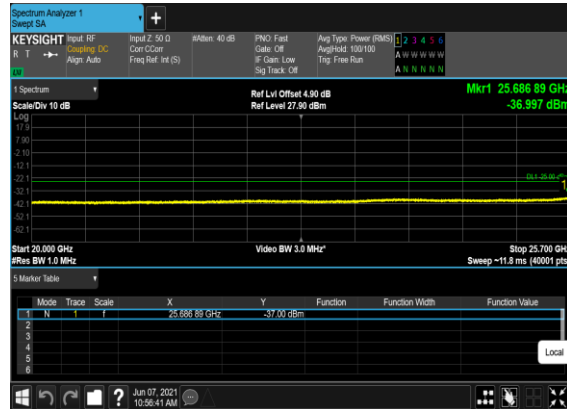 Spectrum Analyzer 1
Swept SA
+
KEYSIGHT Input: RF Input Z: 50 Ω #Atten: 40 dB PNO: Fast Avg Type: Power (RMS) 1 2 3 4 5 6
R T Coupling: DC Corr CCorr Gate: Off Avg|Hold: 100/100 A W W W W W
Align: Auto Freq Ref: Int (S) IF Gain: Low Trig: Free Run
Sig Track: Off A N N N N N
1 Spectrum Ref Lvl Offset 4.90 dB Mkr1 25.686 89 GHz
Scale/Div 10 dB Ref Level 27.90 dBm -36.997 dBm
Log
17.9
7.90
-2.10
-12.1
-22.1
DL1 -25.00
1
-32.1
-42.1
-52.1
-62.1
Start 20.000 GHz Video BW 3.0 MHz* Stop 25.700 GHz
#Res BW 1.0 MHz Sweep ~11.8 ms (40001 pts
5 Marker Table
Mode Trace Scale X Y Function Function Width Function Value
1 N 1 f 25.686 89 GHz -37.00 dBm
2
3
4
5
6
Local
? Jun 07, 2021
10:56:41 AM